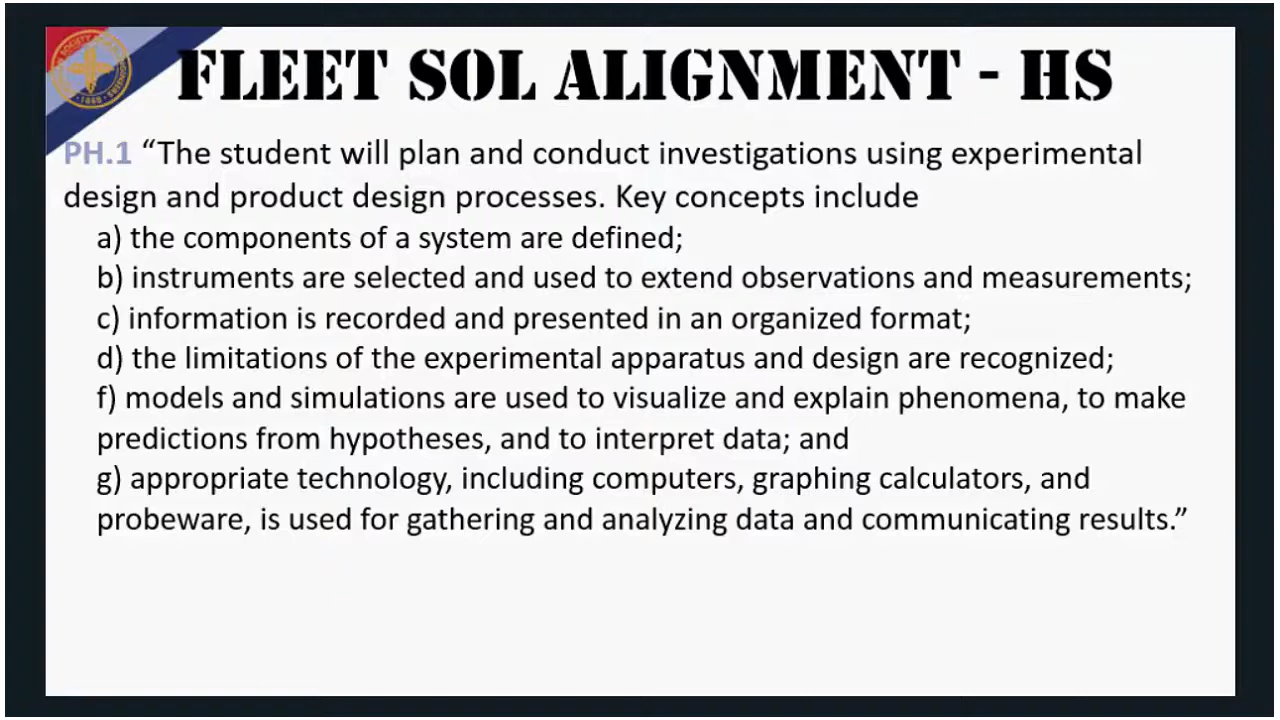 FLEET SOL ALIGNMENT - HS
PH.1 “The student will plan and conduct investigations using experimental
design and product design processes. Key concepts include
a) the components of a system are defined;
b) instruments are selected and used to extend observations and measurements;
c) information is recorded and presented in an organized format;
d) the limitations of the experimental apparatus and design are recognized;
f) models and simulations are used to visualize and explain phenomena, to make
predictions from hypotheses, and to interpret data; and
g) appropriate technology, including computers, graphing calculators, and
probeware, is used for gathering and analyzing data and communicating results.”